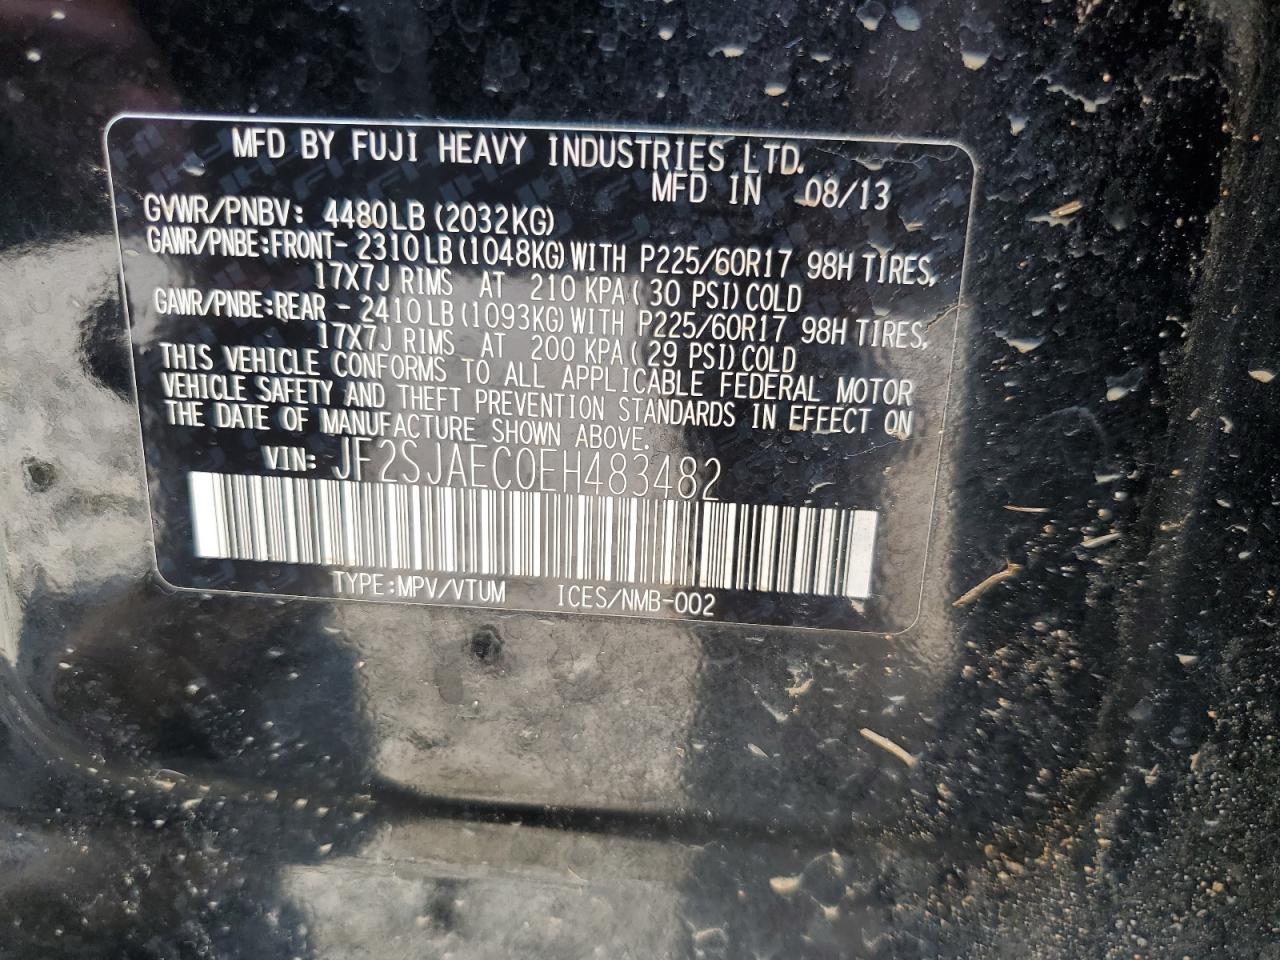 MFD BY FUJI HEAVY INDUSTRIES LTD.
MFD IN 08/13
GVWR/PNBV: 4480LB (2032KG)
GAWR/PNBE:FRONT- 2310LB(1048KG)WITH P225/60R17 98H TIRES,
17X7J RIMS AT 210 KPA( 30 PSI)COLD
GAWR/PNBE:REAR - 2410LB(1093KG)WITH P225/60R17 98H TIRES,
17X7J RIMS AT 200 KPA( 29 PSI)COLD
THIS VEHICLE CONFORMS TO ALL APPLICABLE FEDERAL MOTOR
VEHICLE SAFETY AND THEFT PREVENTION STANDARDS IN EFFECT ON
THE DATE OF MANUFACTURE SHOWN ABOVE.
VIN: JF2SJAEC0EH483482
TYPE:MPV/VTUM ICES/NMB-002